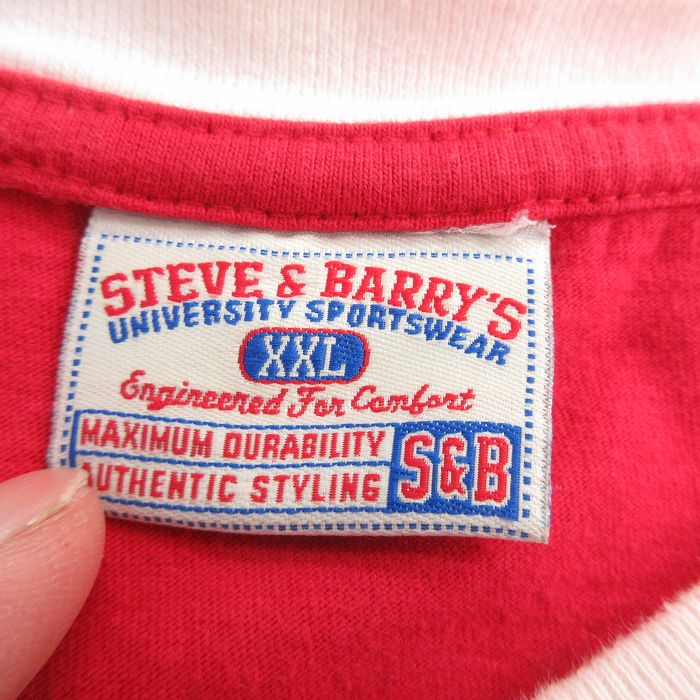 STEVE & BARRY'S
UNIVERSITY SPORTSWEAR
XXL
Engineered For Comfort
MAXIMUM DURABILITY
AUTHENTIC STYLING
S&B